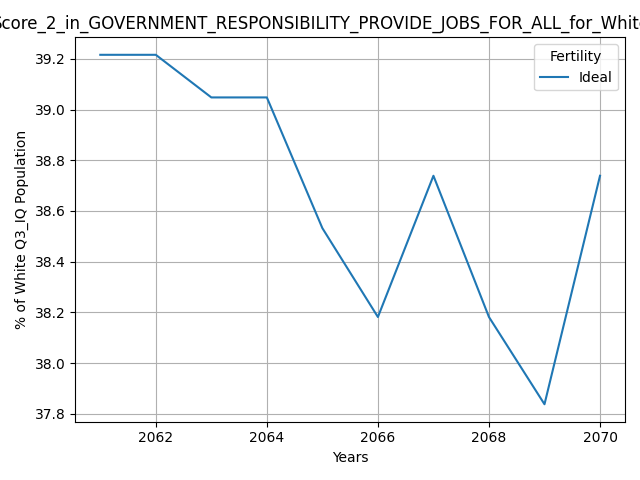 Score_2_in_GOVERNMENT_RESPONSIBILITY_PROVIDE_JOBS_FOR_ALL_for_White
Fertility
Ideal
% of White Q3_IQ Population
39.2
39.0
38.8
38.6
38.4
38.2
38.0
37.8
2062
2064
2066
2068
2070
Years